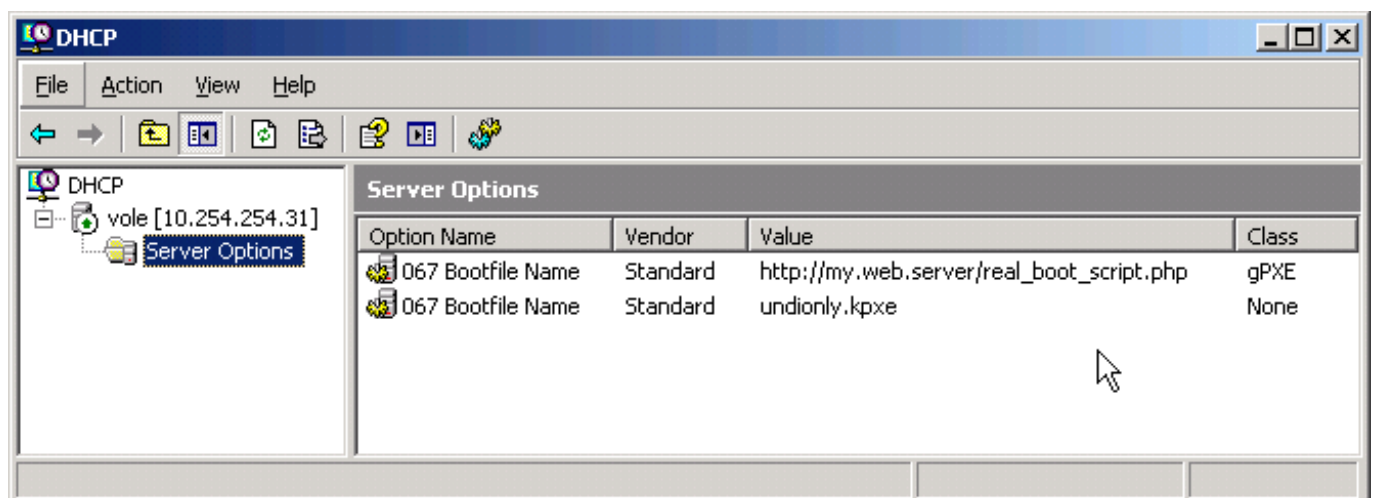 DHCP
File Action View Help
DHCP
vole [10.254.254.31]
Server Options
Server Options
Option Name Vendor Value Class
067 Bootfile Name Standard http://my.web.server/real_boot_script.php gPXE
067 Bootfile Name Standard undionly.kpxe None